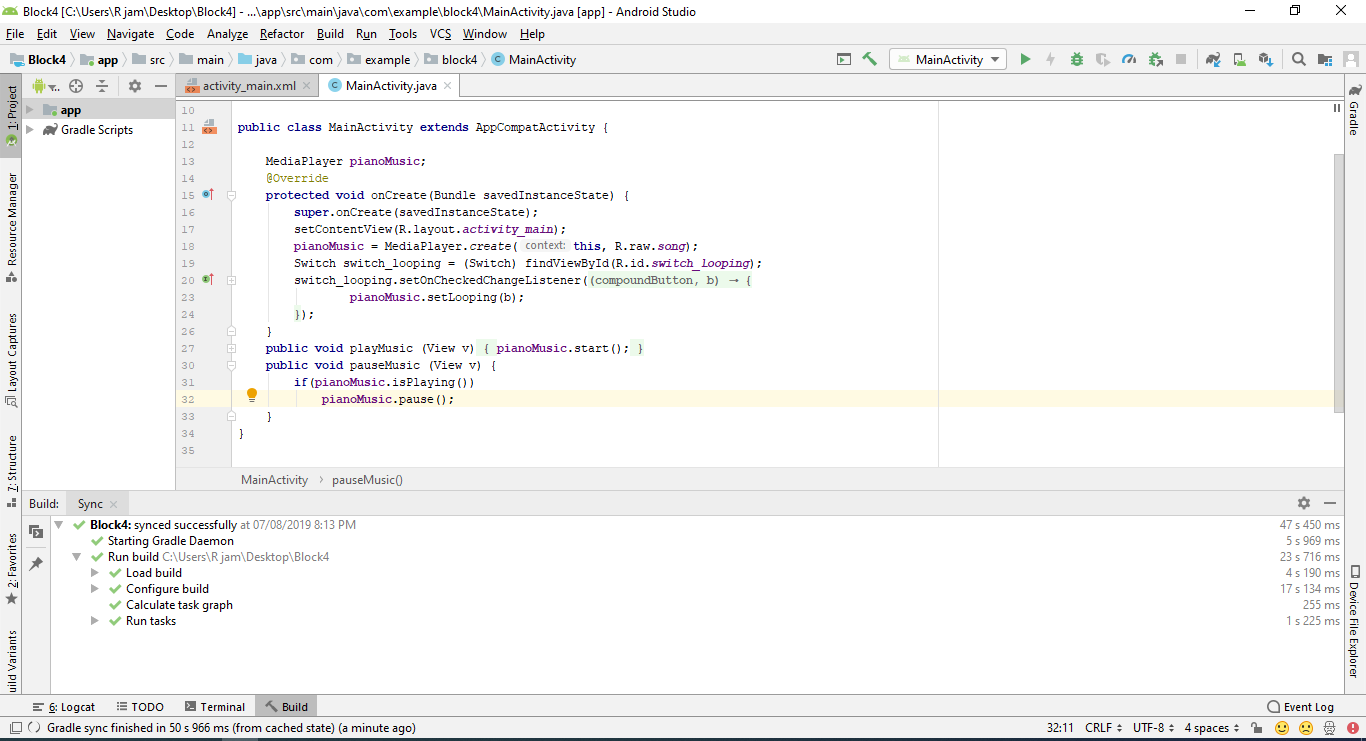 Block4 [C:\Users\R jam\Desktop\Block4] - ...\app\src\main\java\com\example\block4\MainActivity.java [app] - Android Studio
File Edit View Navigate Code Analyze Refactor Build Run Tools VCS Window Help
Block4 app src main java com example block4 MainActivity MainActivity
activity_main.xml MainActivity.java
1: Project
Resource Manager
Layout Captures
7: Structure
2: Favorites
uild Variants
app
Gradle Scripts
10
11 public class MainActivity extends AppCompatActivity {
12
13 MediaPlayer pianoMusic;
14 @Override
15 protected void onCreate(Bundle savedInstanceState) {
16 super.onCreate(savedInstanceState);
17 setContentView(R.layout.activity_main);
18 pianoMusic = MediaPlayer.create( context: this, R.raw.song);
19 Switch switch_looping = (Switch) findViewById(R.id.switch_looping);
20 switch_looping.setOnCheckedChangeListener((compoundButton, b) → {
23 pianoMusic.setLooping(b);
24 });
26 }
27 public void playMusic (View v) { pianoMusic.start(); }
30 public void pauseMusic (View v) {
31 if(pianoMusic.isPlaying())
32 pianoMusic.pause();
33 }
34 }
35
MainActivity › pauseMusic()
Gradle
Device File Explorer
Build: Sync
Block4: synced successfully at 07/08/2019 8:13 PM 47 s 450 ms
Starting Gradle Daemon 5 s 969 ms
Run build C:\Users\R jam\Desktop\Block4 23 s 716 ms
Load build 4 s 190 ms
Configure build 17 s 134 ms
Calculate task graph 255 ms
Run tasks 1 s 225 ms
6: Logcat TODO Terminal Build Event Log
Gradle sync finished in 50 s 966 ms (from cached state) (a minute ago) 32:11 CRLF UTF-8 4 spaces